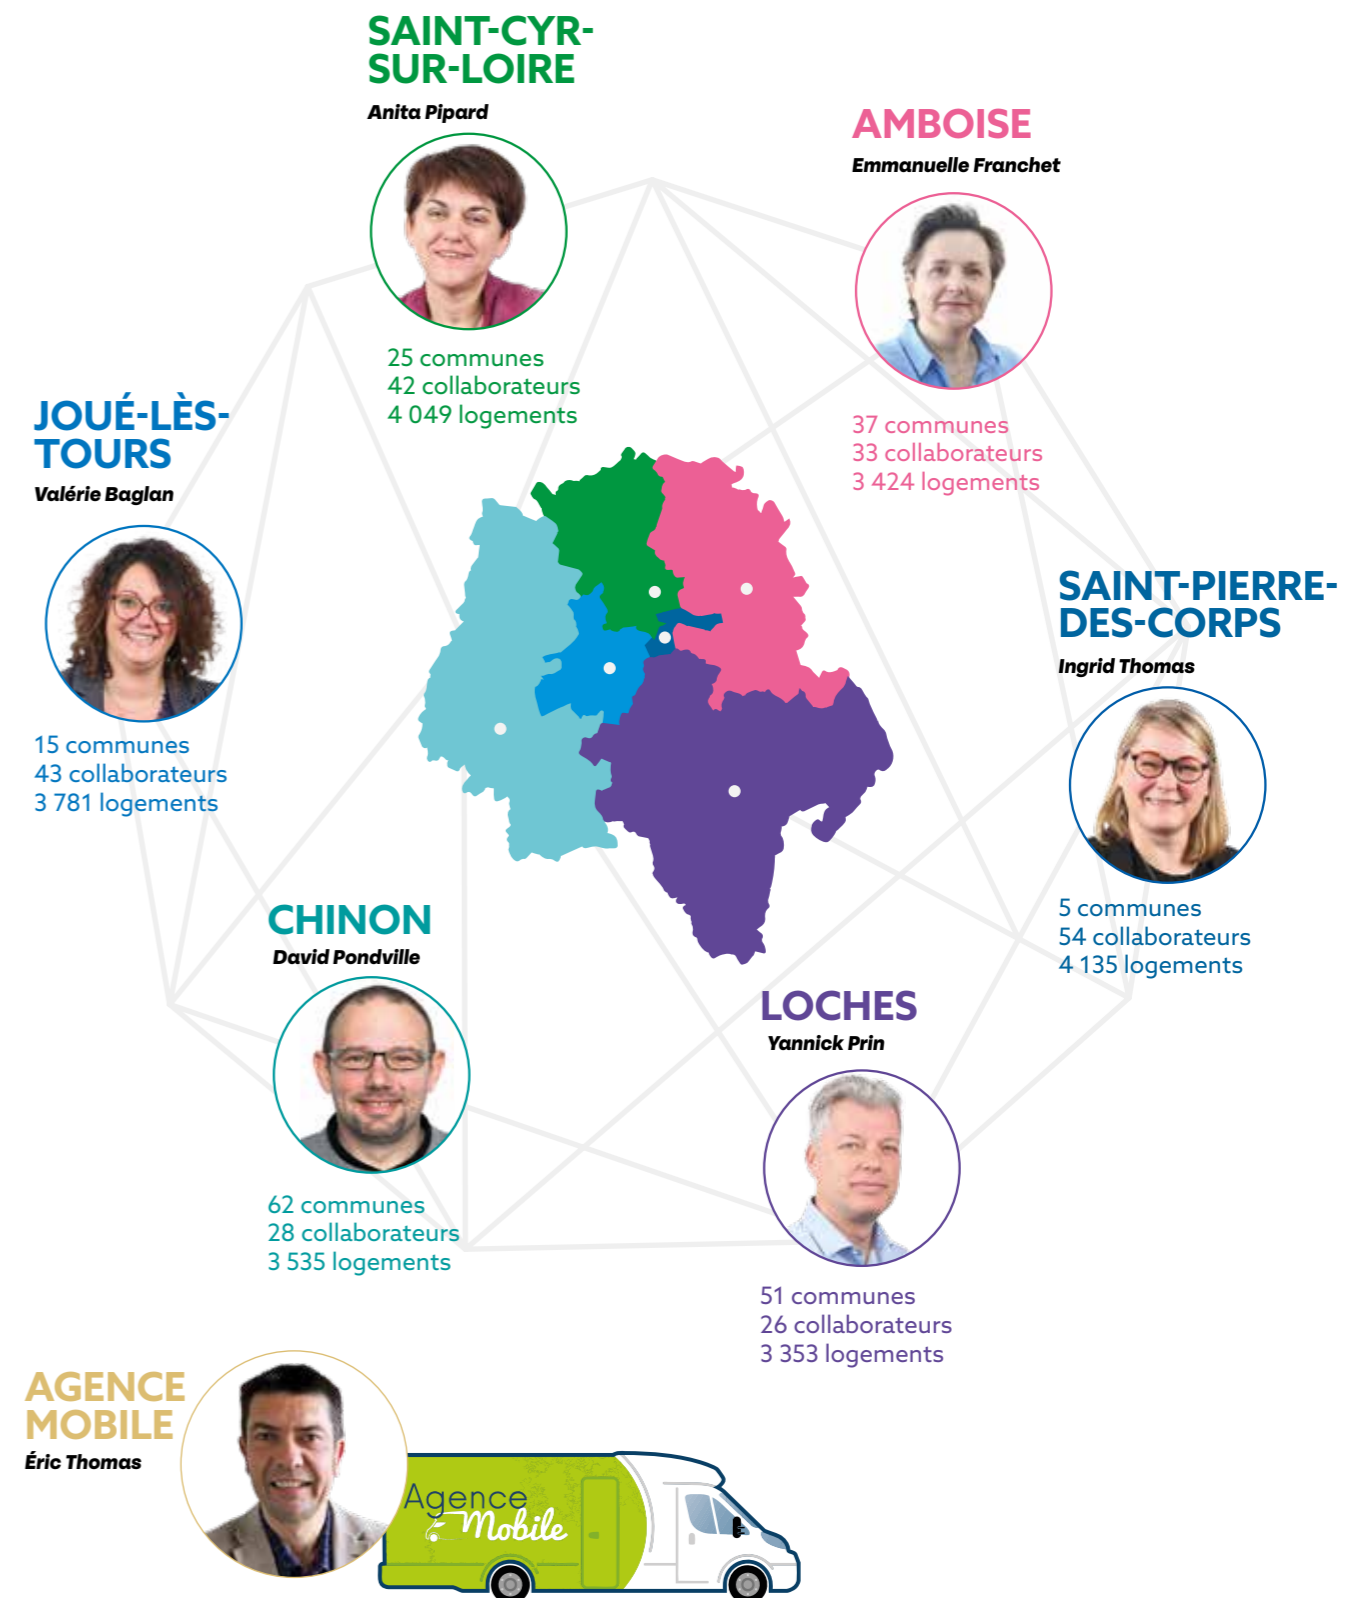 SAINT-CYR-
SUR-LOIRE
Anita Pipard
25 communes
42 collaborateurs
4 049 logements
AMBOISE
Emmanuelle Franchet
37 communes
33 collaborateurs
3 424 logements
JOUÉ-LÈS-
TOURS
Valérie Baglan
15 communes
43 collaborateurs
3 781 logements
SAINT-PIERRE-
DES-CORPS
Ingrid Thomas
5 communes
54 collaborateurs
4 135 logements
CHINON
David Pondville
62 communes
28 collaborateurs
3 535 logements
LOCHES
Yannick Prin
51 communes
26 collaborateurs
3 353 logements
AGENCE
MOBILE
Éric Thomas
Agence
Mobile